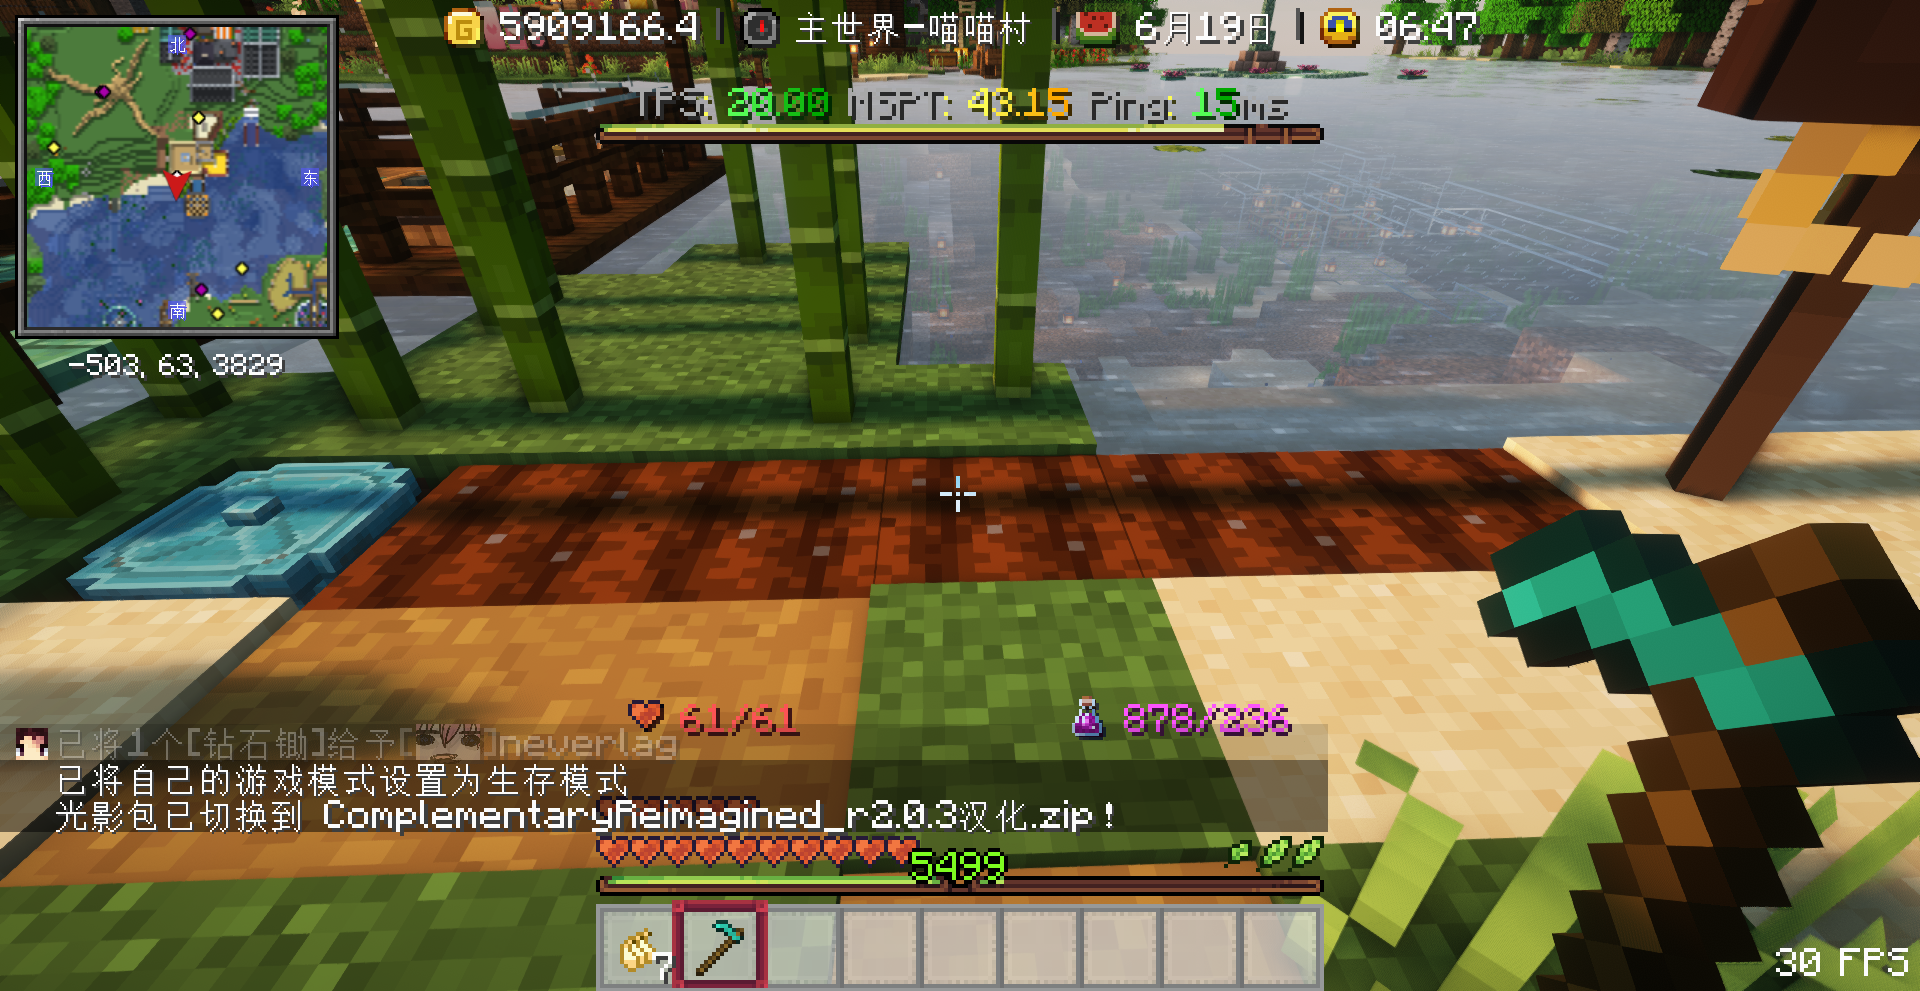 5909166.4 | 主世界-喵喵村 | 6月19日 | 06:47
TPS: 20.00 MSPT: 43.15 Ping: 15ms
北
西
东
南
-503, 63, 3829
61/61
878/236
已将1个[钻石锄]给予[neverlag
已将自己的游戏模式设置为生存模式
光影包已切换到 ComplementaryReimagined_r2.0.3汉化.zip！
5499
7
30 FPS